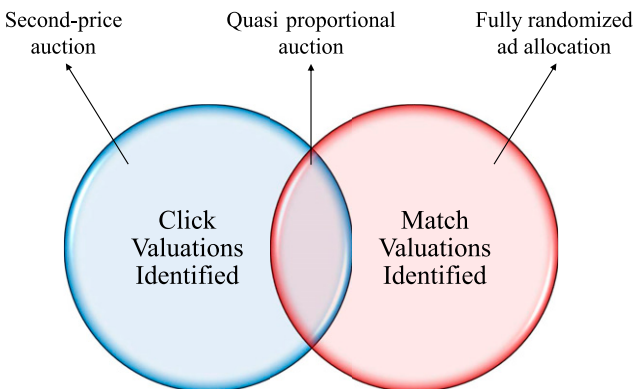 Second-price
auction
Quasi proportional
auction
Fully randomized
ad allocation
Click
Valuations
Identified
Match
Valuations
Identified